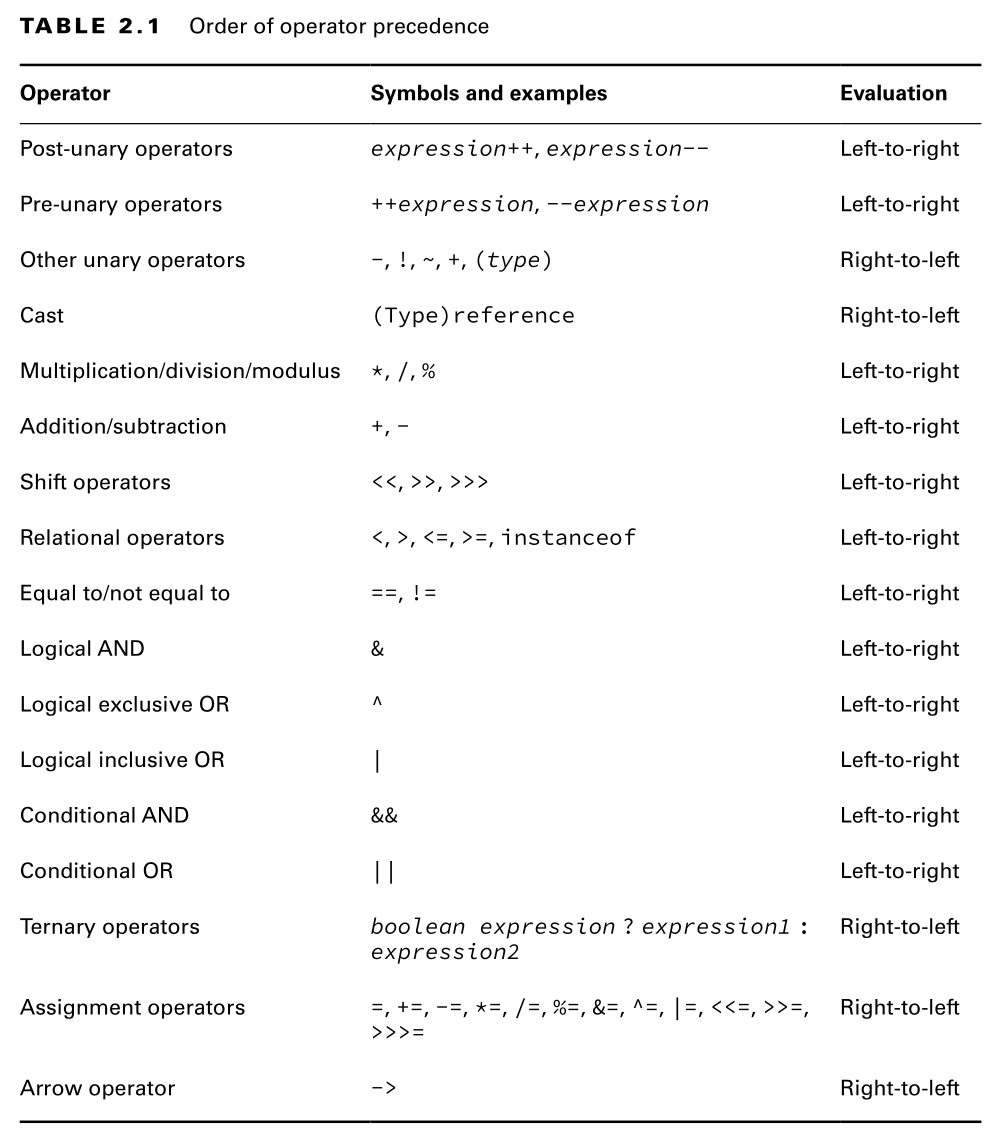 TABLE 2.1 Order of operator precedence
Operator Symbols and examples Evaluation
Post-unary operators expression++, expression-- Left-to-right
Pre-unary operators ++expression, --expression Left-to-right
Other unary operators -, !, ~, +, (type) Right-to-left
Cast (Type)reference Right-to-left
Multiplication/division/modulus *, /, % Left-to-right
Addition/subtraction +, - Left-to-right
Shift operators <<, >>, >>> Left-to-right
Relational operators <, >, <=, >=, instanceof Left-to-right
Equal to/not equal to ==, != Left-to-right
Logical AND & Left-to-right
Logical exclusive OR ^ Left-to-right
Logical inclusive OR | Left-to-right
Conditional AND && Left-to-right
Conditional OR || Left-to-right
Ternary operators boolean expression ? expression1 : Right-to-left
expression2
Assignment operators =, +=, -=, *=, /=, %=, &=, ^=, |=, <<=, >>=, Right-to-left
>>>=
Arrow operator -> Right-to-left